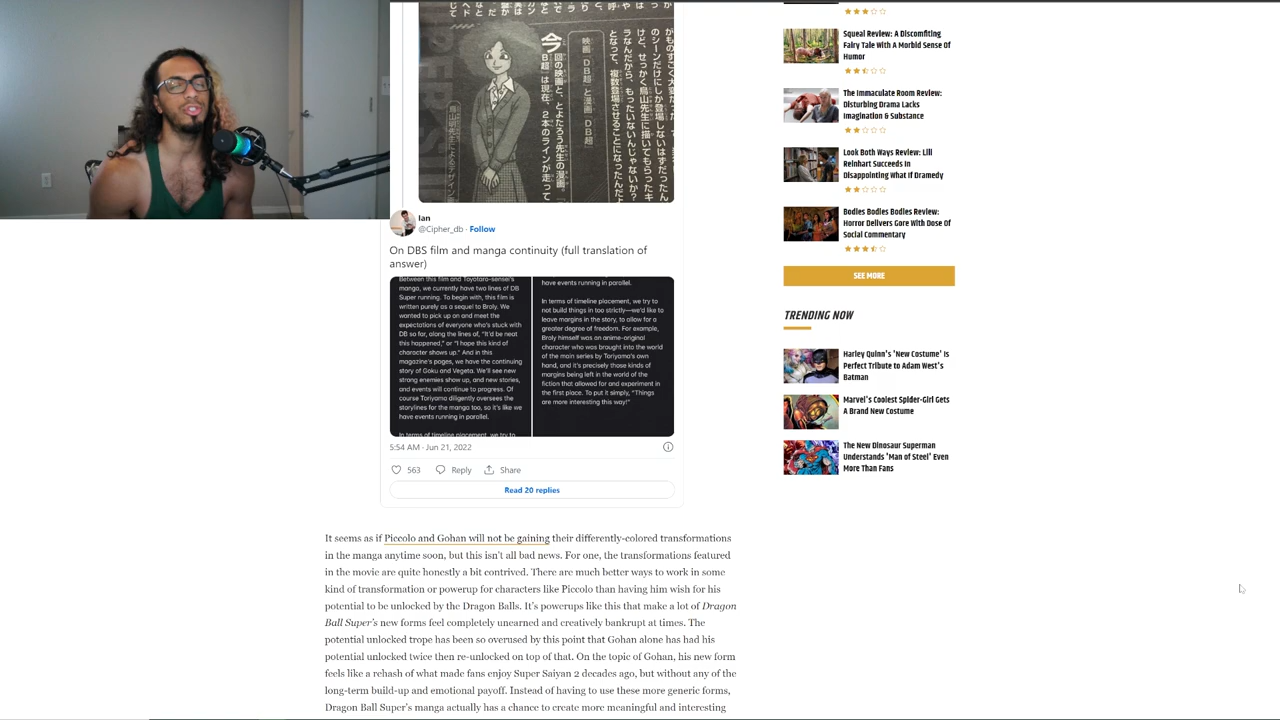 映画『DB超』と漫画『DB超』
Ian
@Cipher_db · Follow
On DBS film and manga continuity (full translation of
answer)
Between this film and Toyotaro-sensei's
manga, we currently have two lines of DB
Super running. To begin with, this film is
written purely as a sequel to Broly. We
wanted to pick up on and meet the
expectations of everyone who's stuck with
DB so far, along the lines of, "It'd be neat
this happened," or "I hope this kind of
character shows up." And in this
magazine's pages, we have the continuing
story of Goku and Vegeta. We'll see new
strong enemies show up, and new stories,
and events will continue to progress. Of
course Toriyama diligently oversees the
storylines for the manga too, so it's like we
have events running in parallel.
In terms of timeline placement, we try to
have events running in parallel.
In terms of timeline placement, we try to
not build things in too strictly—we'd like to
leave margins in the story, to allow for a
greater degree of freedom. For example,
Broly himself was an anime-original
character who was brought into the world
of the main series by Toriyama's own
hand, and it's precisely those kinds of
margins being left in the world of the
fiction that allowed for and experiment in
the first place. To put it simply, "Things
are more interesting this way!"
5:54 AM · Jun 21, 2022
563 Reply Share
Read 20 replies
It seems as if Piccolo and Gohan will not be gaining their differently-colored transformations
in the manga anytime soon, but this isn't all bad news. For one, the transformations featured
in the movie are quite honestly a bit contrived. There are much better ways to work in some
kind of transformation or powerup for characters like Piccolo than having him wish for his
potential to be unlocked by the Dragon Balls. It's powerups like this that make a lot of Dragon
Ball Super's new forms feel completely unearned and creatively bankrupt at times. The
potential unlocked trope has been so overused by this point that Gohan alone has had his
potential unlocked twice then re-unlocked on top of that. On the topic of Gohan, his new form
feels like a rehash of what made fans enjoy Super Saiyan 2 decades ago, but without any of the
long-term build-up and emotional payoff. Instead of having to use these more generic forms,
Dragon Ball Super's manga actually has a chance to create more meaningful and interesting
Squeal Review: A Discomfiting
Fairy Tale With A Morbid Sense Of
Humor
The Immaculate Room Review:
Disturbing Drama Lacks
Imagination & Substance
Look Both Ways Review: Lili
Reinhart Succeeds In
Disappointing What If Dramedy
Bodies Bodies Bodies Review:
Horror Delivers Gore With Dose Of
Social Commentary
SEE MORE
TRENDING NOW
Harley Quinn's 'New Costume' Is
Perfect Tribute to Adam West's
Batman
Marvel's Coolest Spider-Girl Gets
A Brand New Costume
The New Dinosaur Superman
Understands 'Man of Steel' Even
More Than Fans